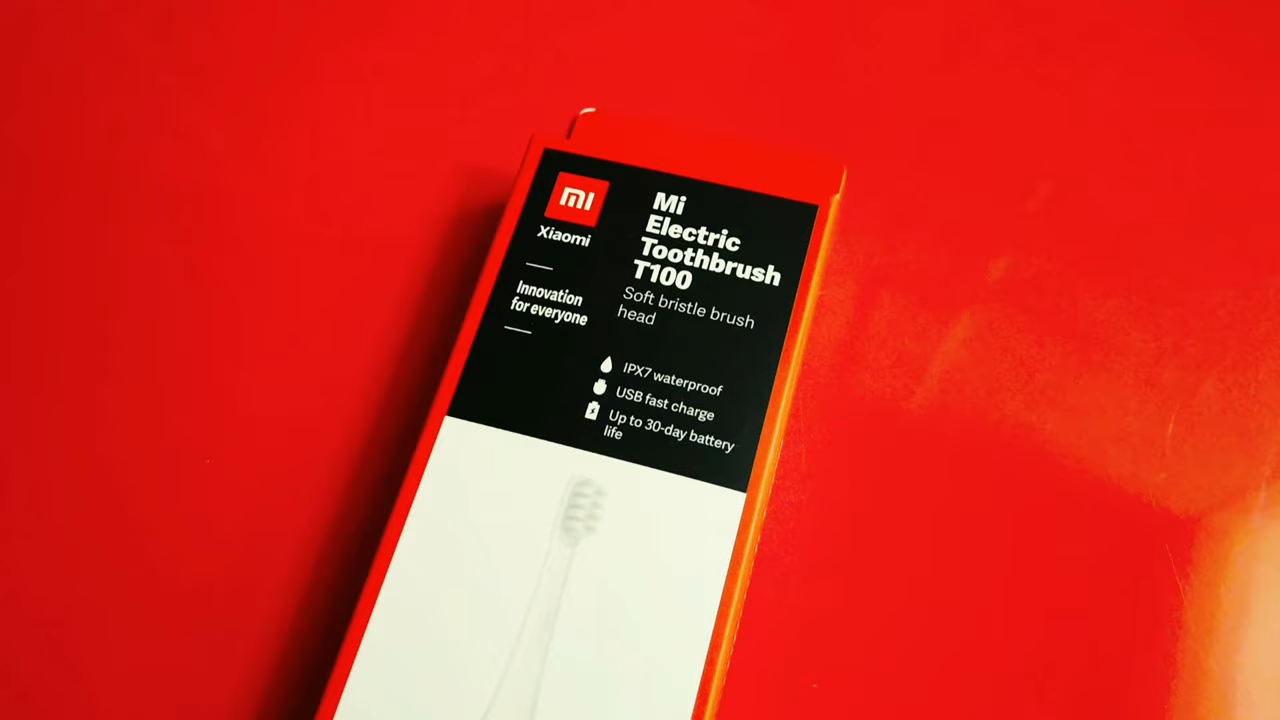 mi
Xiaomi
Innovation
for everyone
Mi
Electric
Toothbrush
T100
Soft bristle brush
head
IPX7 waterproof
USB fast charge
Up to 30-day battery
life